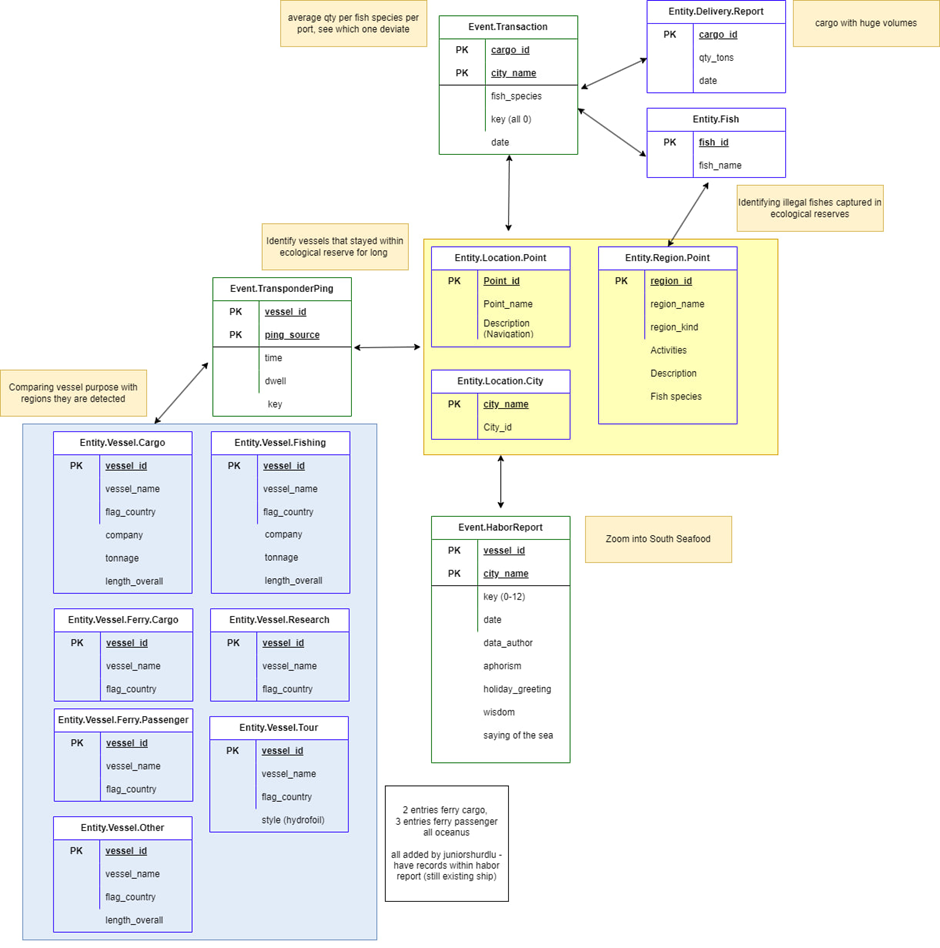 average qty per fish species per
port, see which one deviate
Event.Transaction
PK cargo_id
PK city_name
fish_species
key (all 0)
date
Entity.Delivery.Report
PK cargo_id
qty_tons
date
cargo with huge volumes
Entity.Fish
PK fish_id
fish_name
Identifying illegal fishes captured in
ecological reserves
Identify vessels that stayed within
ecological reserve for long
Entity.Location.Point
PK Point_id
Point_name
Description
(Navigation)
Entity.Region.Point
PK region_id
region_name
region_kind
Activities
Description
Fish species
Event.TransponderPing
PK vessel_id
PK ping_source
time
dwell
key
Entity.Location.City
PK city_name
City_id
Comparing vessel purpose with
regions they are detected
Entity.Vessel.Cargo
PK vessel_id
vessel_name
flag_country
company
tonnage
length_overall
Entity.Vessel.Fishing
PK vessel_id
vessel_name
flag_country
company
tonnage
length_overall
Event.HaborReport
PK vessel_id
PK city_name
key (0-12)
date
data_author
aphorism
holiday_greeting
wisdom
saying of the sea
Zoom into South Seafood
Entity.Vessel.Ferry.Cargo
PK vessel_id
vessel_name
flag_country
Entity.Vessel.Research
PK vessel_id
vessel_name
flag_country
Entity.Vessel.Ferry.Passenger
PK vessel_id
vessel_name
flag_country
Entity.Vessel.Tour
PK vessel_id
vessel_name
flag_country
style (hydrofoil)
Entity.Vessel.Other
PK vessel_id
vessel_name
flag_country
length_overall
2 entries ferry cargo,
3 entries ferry passenger
all oceanus
all added by juniorshurdlu -
have records within habor
report (still existing ship)